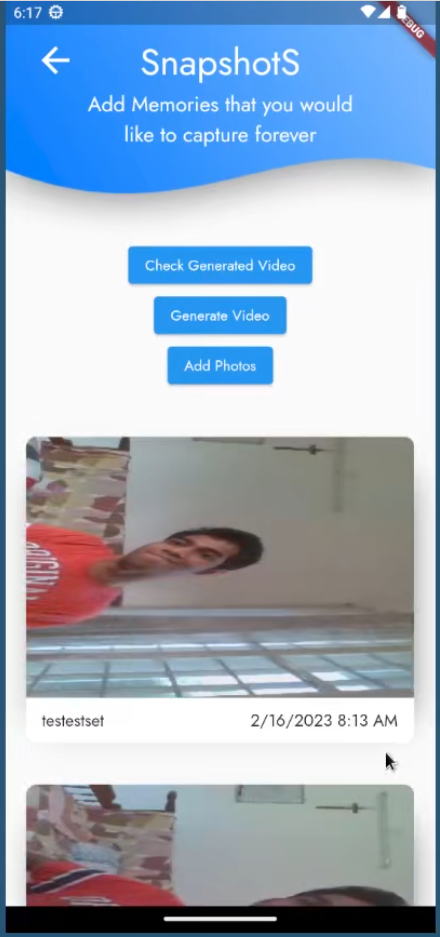 6:17
DEBUG
SnapshotS
Add Memories that you would
like to capture forever
Check Generated Video
Generate Video
Add Photos
ORIGINAL
testestset
2/16/2023 8:13 AM